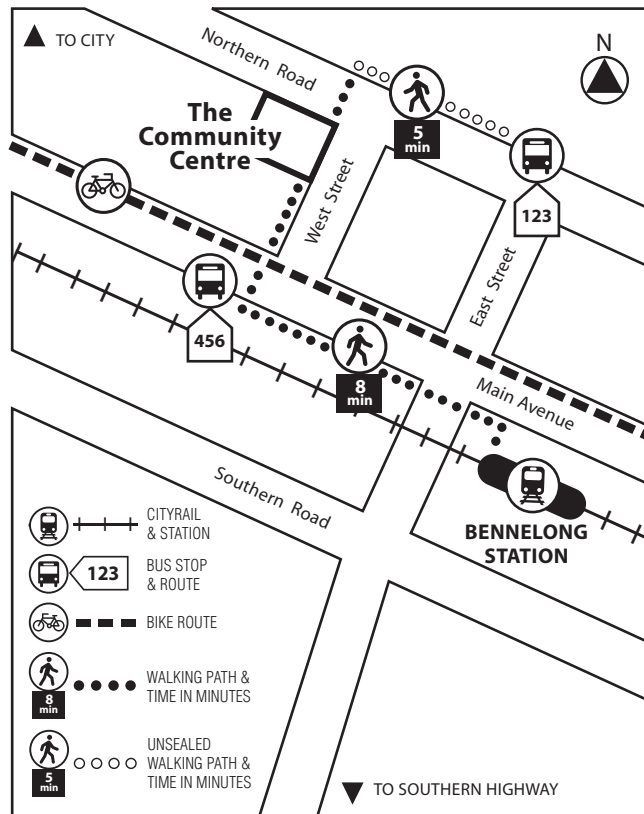 TO CITY
N
Northern Road
The
Community
Centre
5
min
123
West Street
East Street
456
8
min
Main Avenue
Southern Road
BENNELONG
STATION
CITYRAIL
& STATION
123
BUS STOP
& ROUTE
BIKE ROUTE
8
min
WALKING PATH &
TIME IN MINUTES
5
min
UNSEALED
WALKING PATH &
TIME IN MINUTES
TO SOUTHERN HIGHWAY